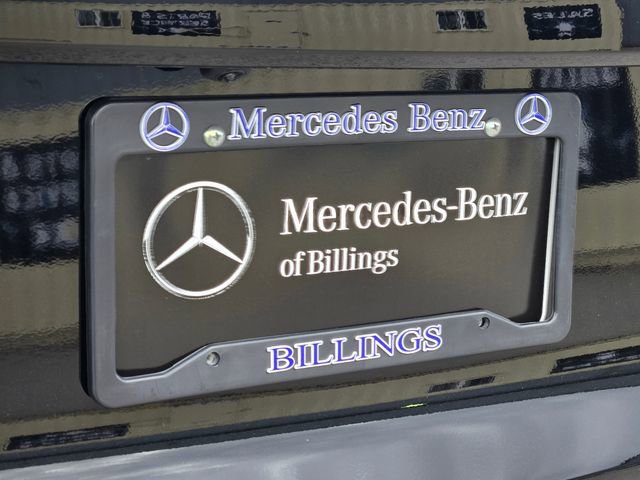 Mercedes Benz
Mercedes-Benz
of Billings
BILLINGS